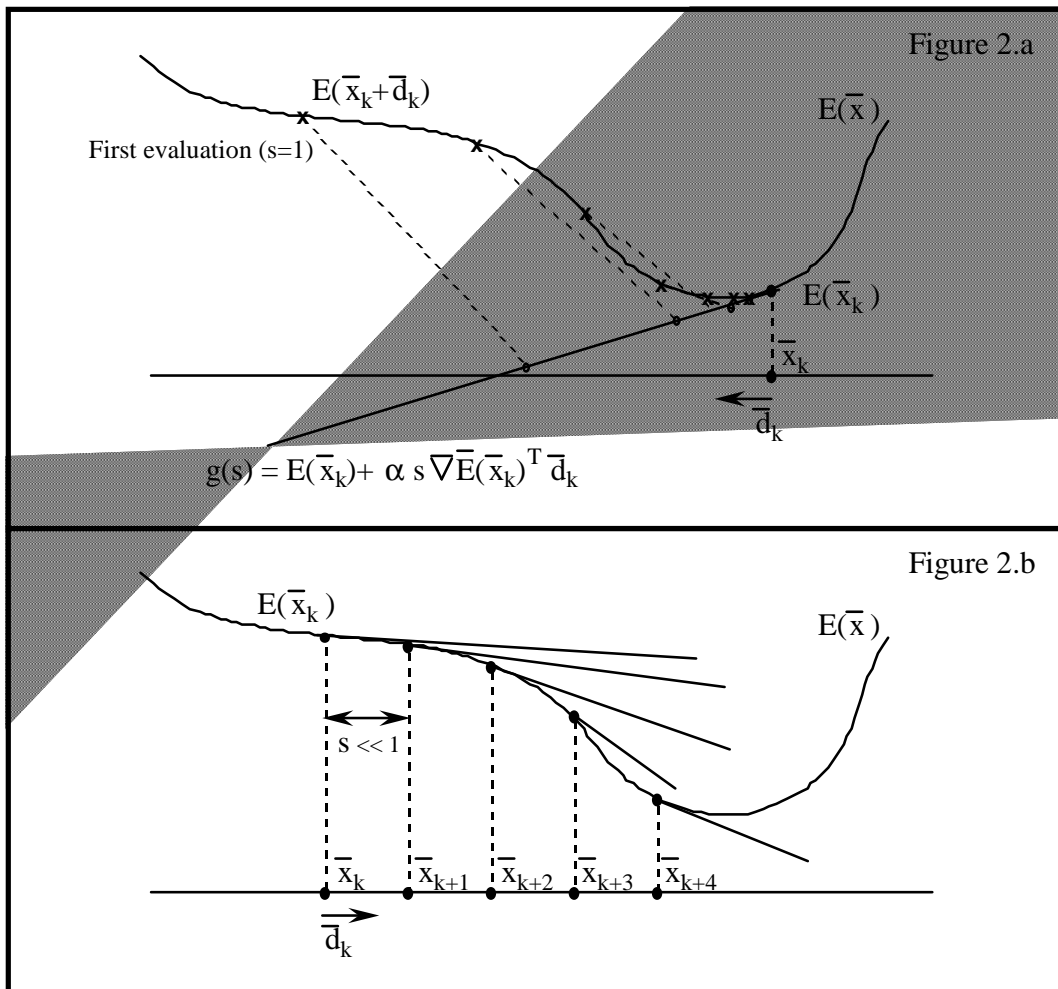 Figure 2.a
E(x̄ₖ+d̄ₖ)
E(x̄)
First evaluation (s=1)
x x x x x x x
E(x̄ₖ)
x̄ₖ
d̄ₖ
g(s) = E(x̄ₖ)+ α s ∇̅E̅(x̄ₖ)ᵀ d̄ₖ
Figure 2.b
E(x̄ₖ)
E(x̄)
s << 1
x̄ₖ x̄ₖ₊₁ x̄ₖ₊₂ x̄ₖ₊₃ x̄ₖ₊₄
d̄ₖ